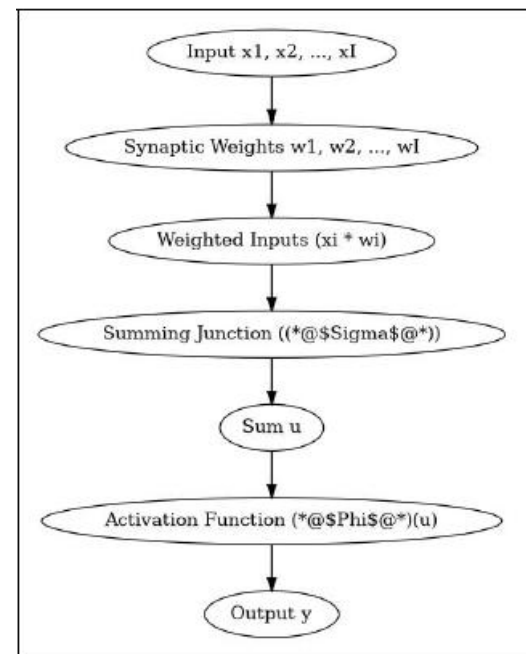 Input x1, x2, ..., xI
Synaptic Weights w1, w2, ..., wI
Weighted Inputs (xi * wi)
Summing Junction ((*@$Sigma$@*))
Sum u
Activation Function (*@$Phi$@*)(u)
Output y